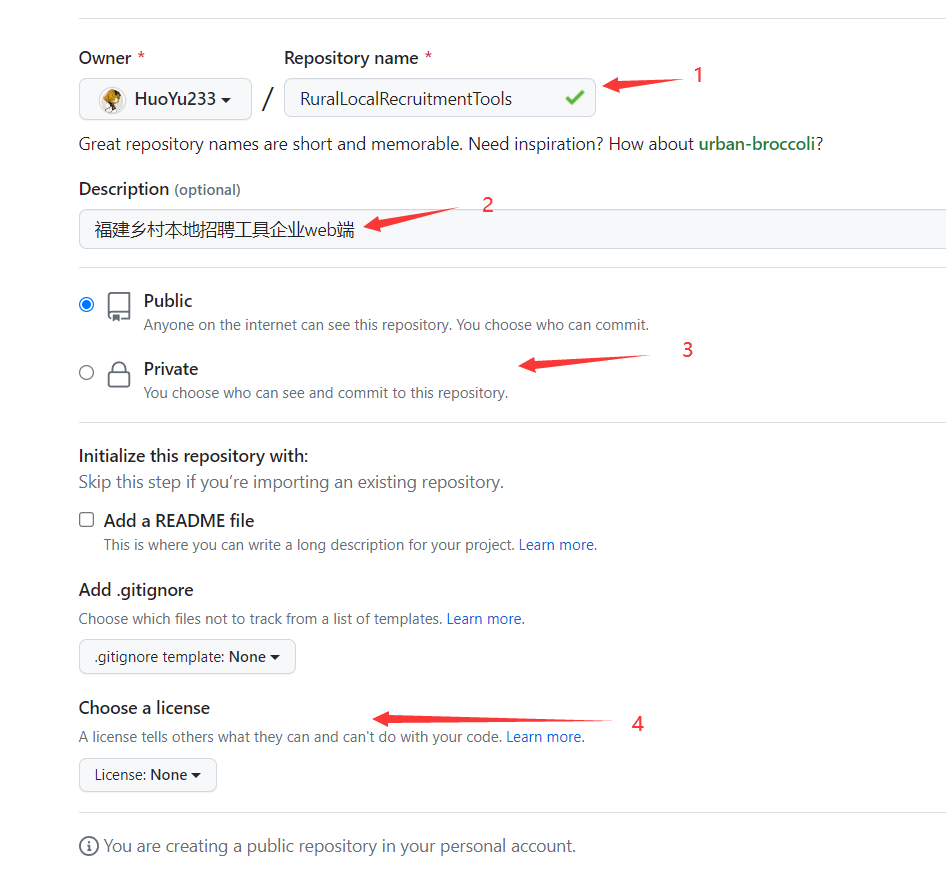 Owner * Repository name *
HuoYu233 / RuralLocalRecruitmentTools 1
Great repository names are short and memorable. Need inspiration? How about urban-broccoli?
Description (optional)
2
福建乡村本地招聘工具企业web端
Public
Anyone on the internet can see this repository. You choose who can commit.
3
Private
You choose who can see and commit to this repository.
Initialize this repository with:
Skip this step if you’re importing an existing repository.
Add a README file
This is where you can write a long description for your project. Learn more.
Add .gitignore
Choose which files not to track from a list of templates. Learn more.
.gitignore template: None
Choose a license
4
A license tells others what they can and can't do with your code. Learn more.
License: None
You are creating a public repository in your personal account.